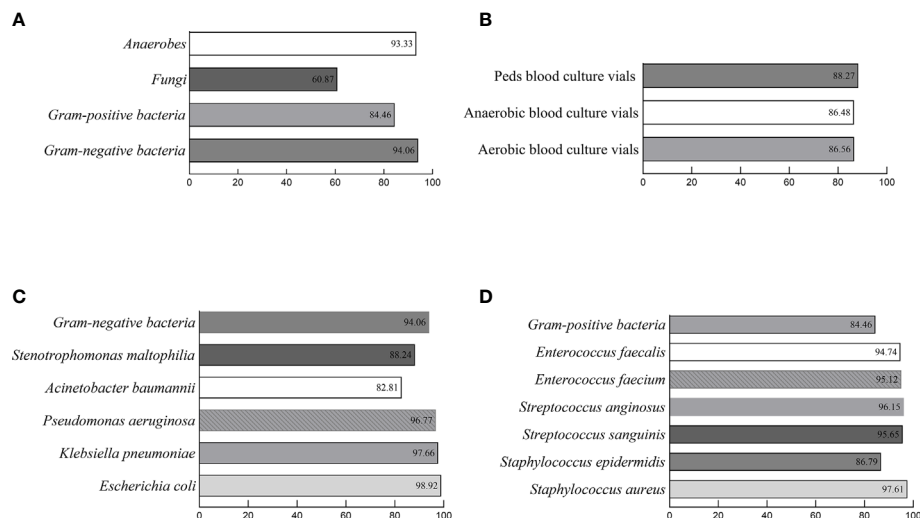 A
Anaerobes 93.33
Fungi 60.87
Gram-positive bacteria 84.46
Gram-negative bacteria 94.06
0 20 40 60 80 100
B
Peds blood culture vials 88.27
Anaerobic blood culture vials 86.48
Aerobic blood culture vials 86.56
0 20 40 60 80 100
C
Gram-negative bacteria 94.06
Stenotrophomonas maltophilia 88.24
Acinetobacter baumannii 82.81
Pseudomonas aeruginosa 96.77
Klebsiella pneumoniae 97.66
Escherichia coli 98.92
0 20 40 60 80 100
D
Gram-positive bacteria 84.46
Enterococcus faecalis 94.74
Enterococcus faecium 95.12
Streptococcus anginosus 96.15
Streptococcus sanguinis 95.65
Staphylococcus epidermidis 86.79
Staphylococcus aureus 97.61
0 20 40 60 80 100